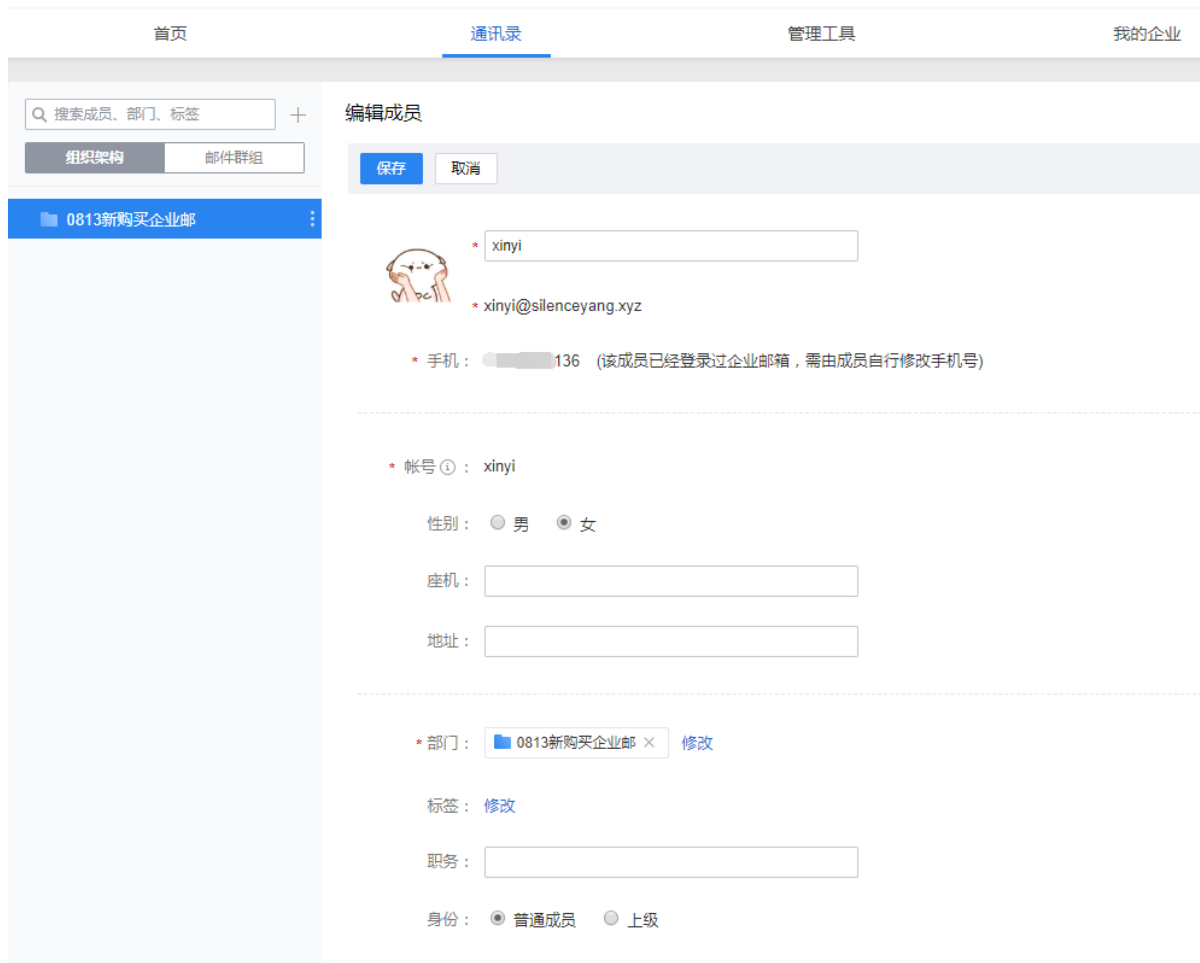 首页 通讯录 管理工具 我的企业
搜索成员、部门、标签
组织架构 邮件群组
0813新购买企业邮
编辑成员
保存 取消
* xinyi
* xinyi@silenceyang.xyz
* 手机： 136 (该成员已经登录过企业邮箱，需由成员自行修改手机号)
* 帐号 ： xinyi
性别： 男 女
座机：
地址：
* 部门： 0813新购买企业邮 × 修改
标签： 修改
职务：
身份： 普通成员 上级